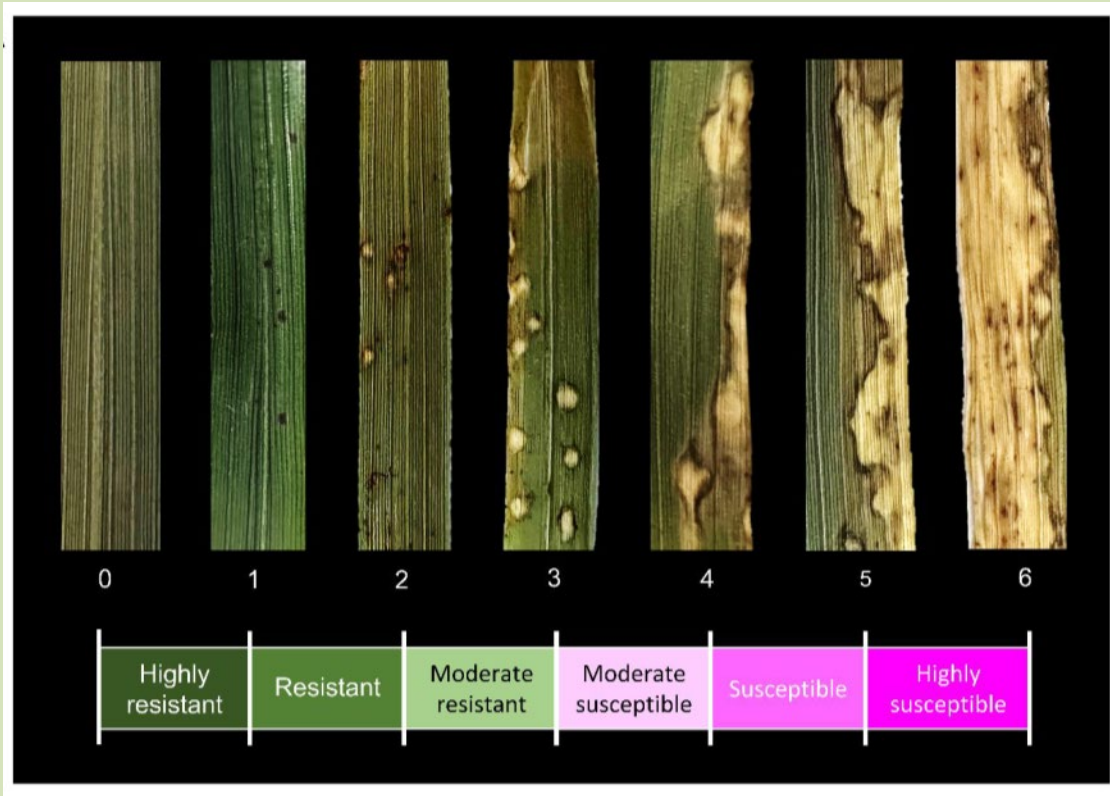 0 1 2 3 4 5 6
Highly
resistant
Resistant
Moderate
resistant
Moderate
susceptible
Susceptible
Highly
susceptible